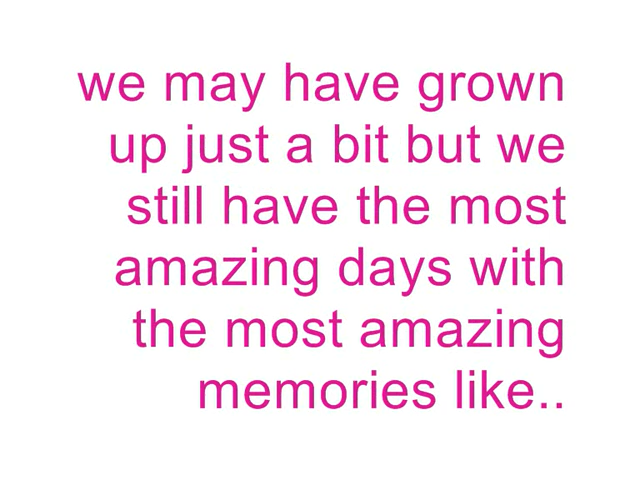 we may have grown
up just a bit but we
still have the most
amazing days with
the most amazing
memories like..